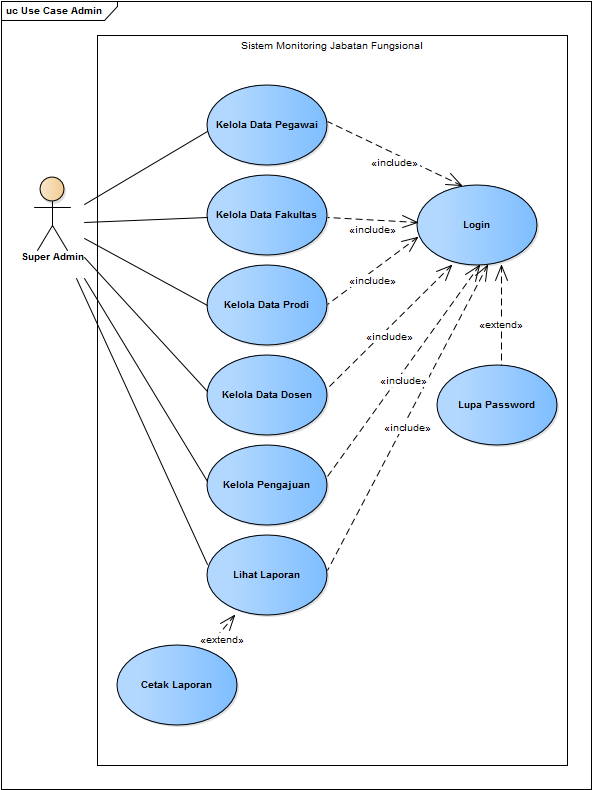 uc Use Case Admin
Sistem Monitoring Jabatan Fungsional
Kelola Data Pegawai
«include»
Kelola Data Fakultas
Login
«include»
Super Admin
«include»
Kelola Data Prodi
«extend»
«include»
«include»
Kelola Data Dosen
Lupa Password
«include»
Kelola Pengajuan
Lihat Laporan
«extend»
Cetak Laporan